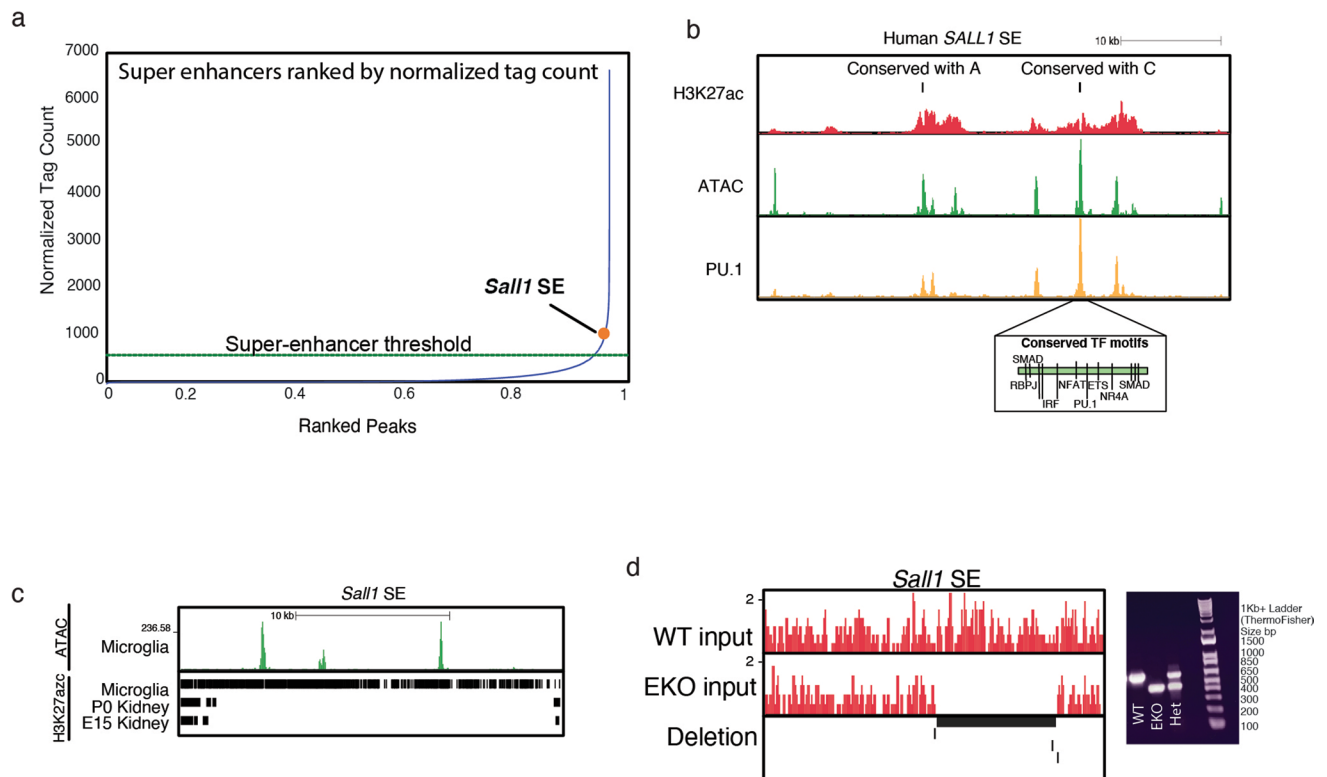 a
7000
6000
5000
4000
3000
2000
1000
0
Normalized Tag Count
Super enhancers ranked by normalized tag count
Sall1 SE
Super-enhancer threshold
0 0.2 0.4 0.6 0.8 1
Ranked Peaks
b
Human SALL1 SE
10 kb
Conserved with A Conserved with C
H3K27ac
ATAC
PU.1
Conserved TF motifs
SMAD
RBPJ NFAT ETS SMAD
NR4A
IRF PU.1
c
Sall1 SE
10 kb
236.58
ATAC
Microglia
H3K27azc
Microglia
P0 Kidney
E15 Kidney
d
Sall1 SE
2
WT input
2
EKO input
Deletion
WT
EKO
Het
1Kb+ Ladder
(ThermoFisher)
Size bp
1500
1000
850
650
500
400
300
200
100